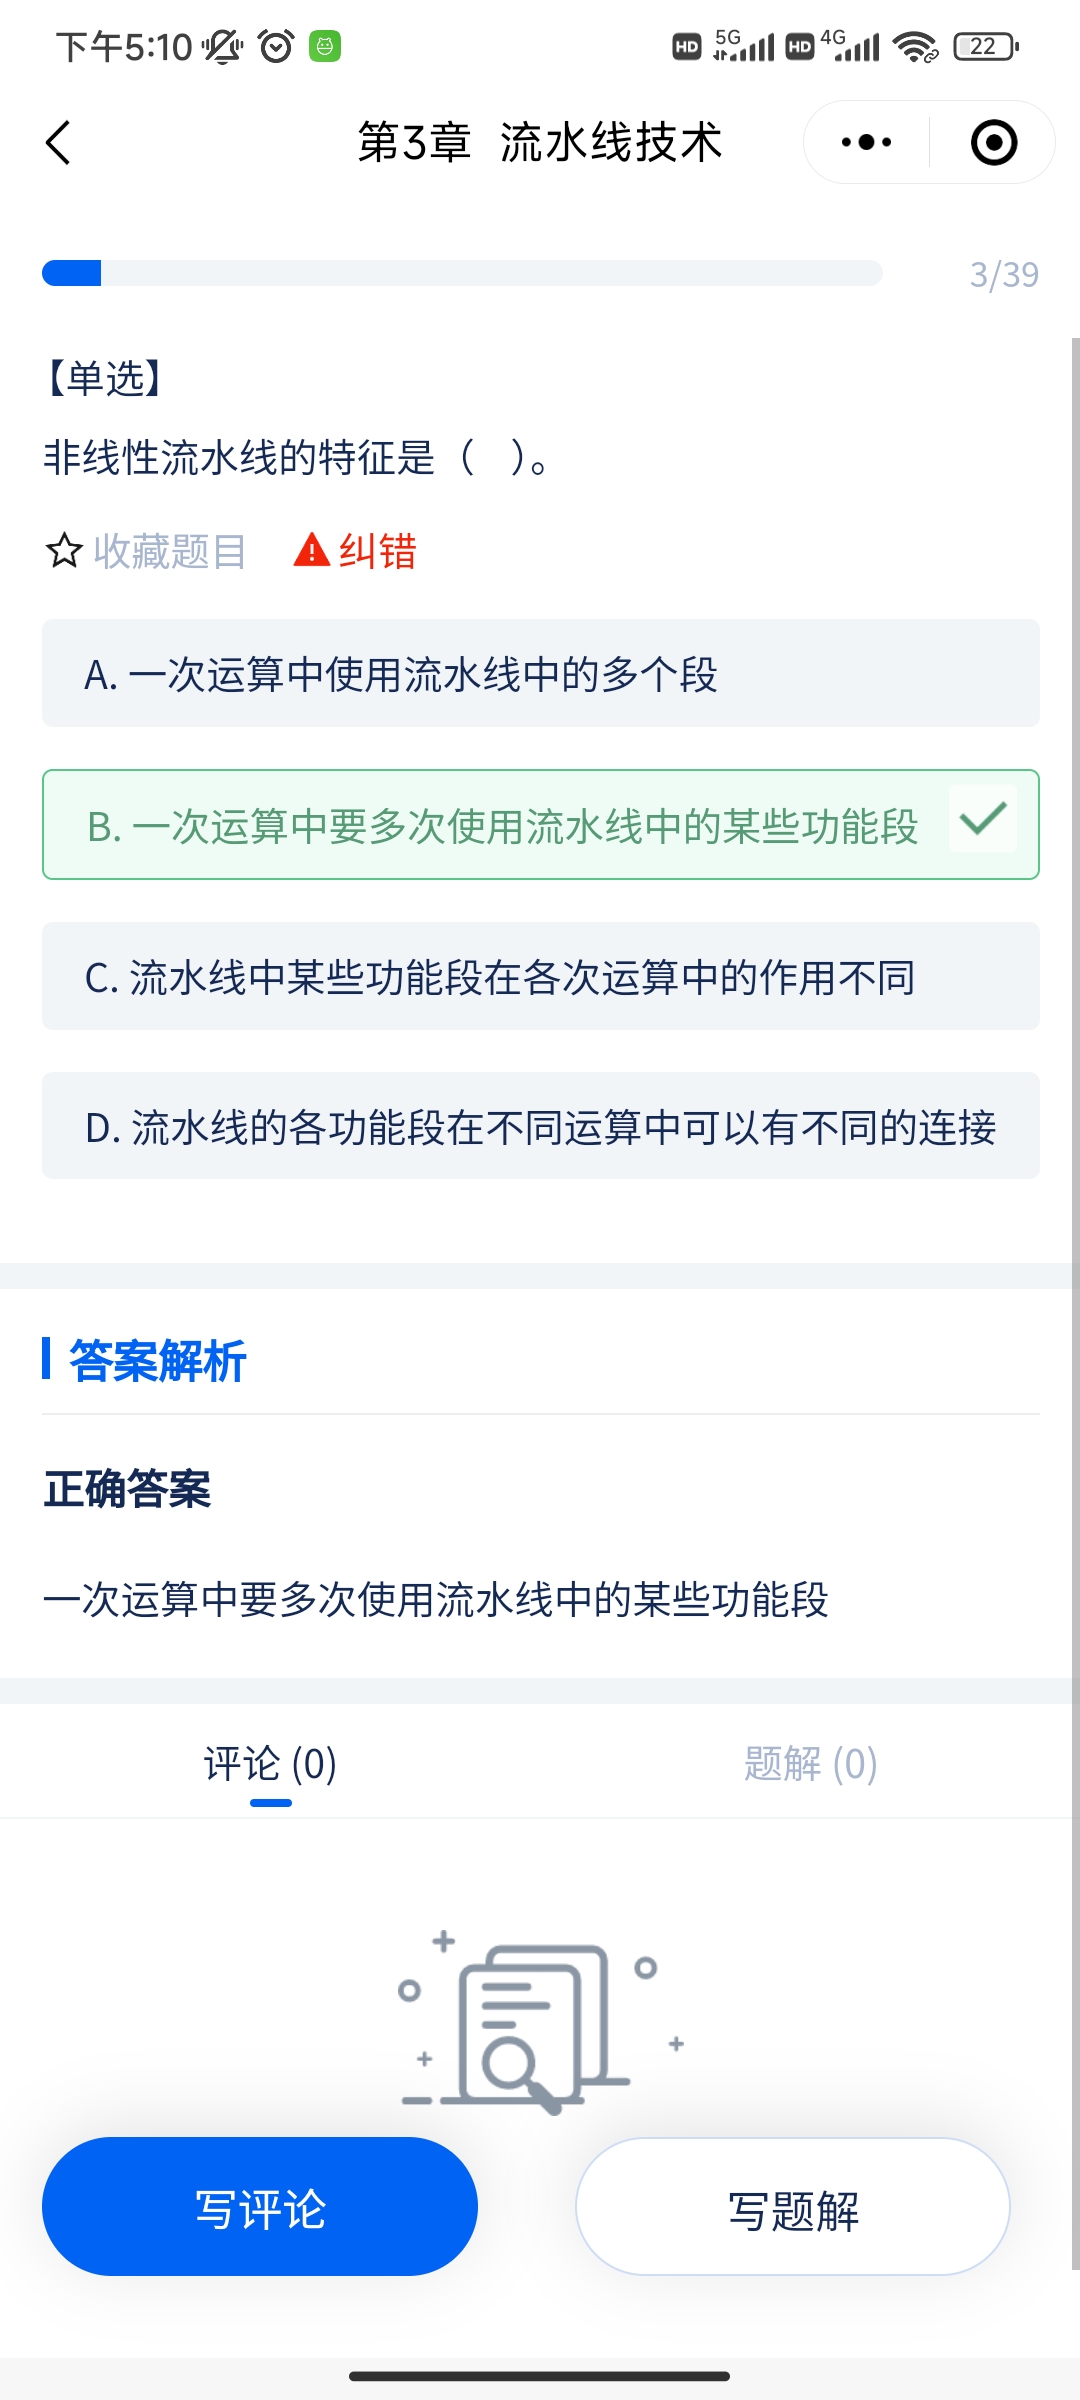 下午5:10
HD 5G HD 4G 22
第3章 流水线技术
3/39
【单选】
非线性流水线的特征是（ ）。
收藏题目 纠错
A. 一次运算中使用流水线中的多个段
B. 一次运算中要多次使用流水线中的某些功能段
C. 流水线中某些功能段在各次运算中的作用不同
D. 流水线的各功能段在不同运算中可以有不同的连接
答案解析
正确答案
一次运算中要多次使用流水线中的某些功能段
评论 (0) 题解 (0)
写评论 写题解